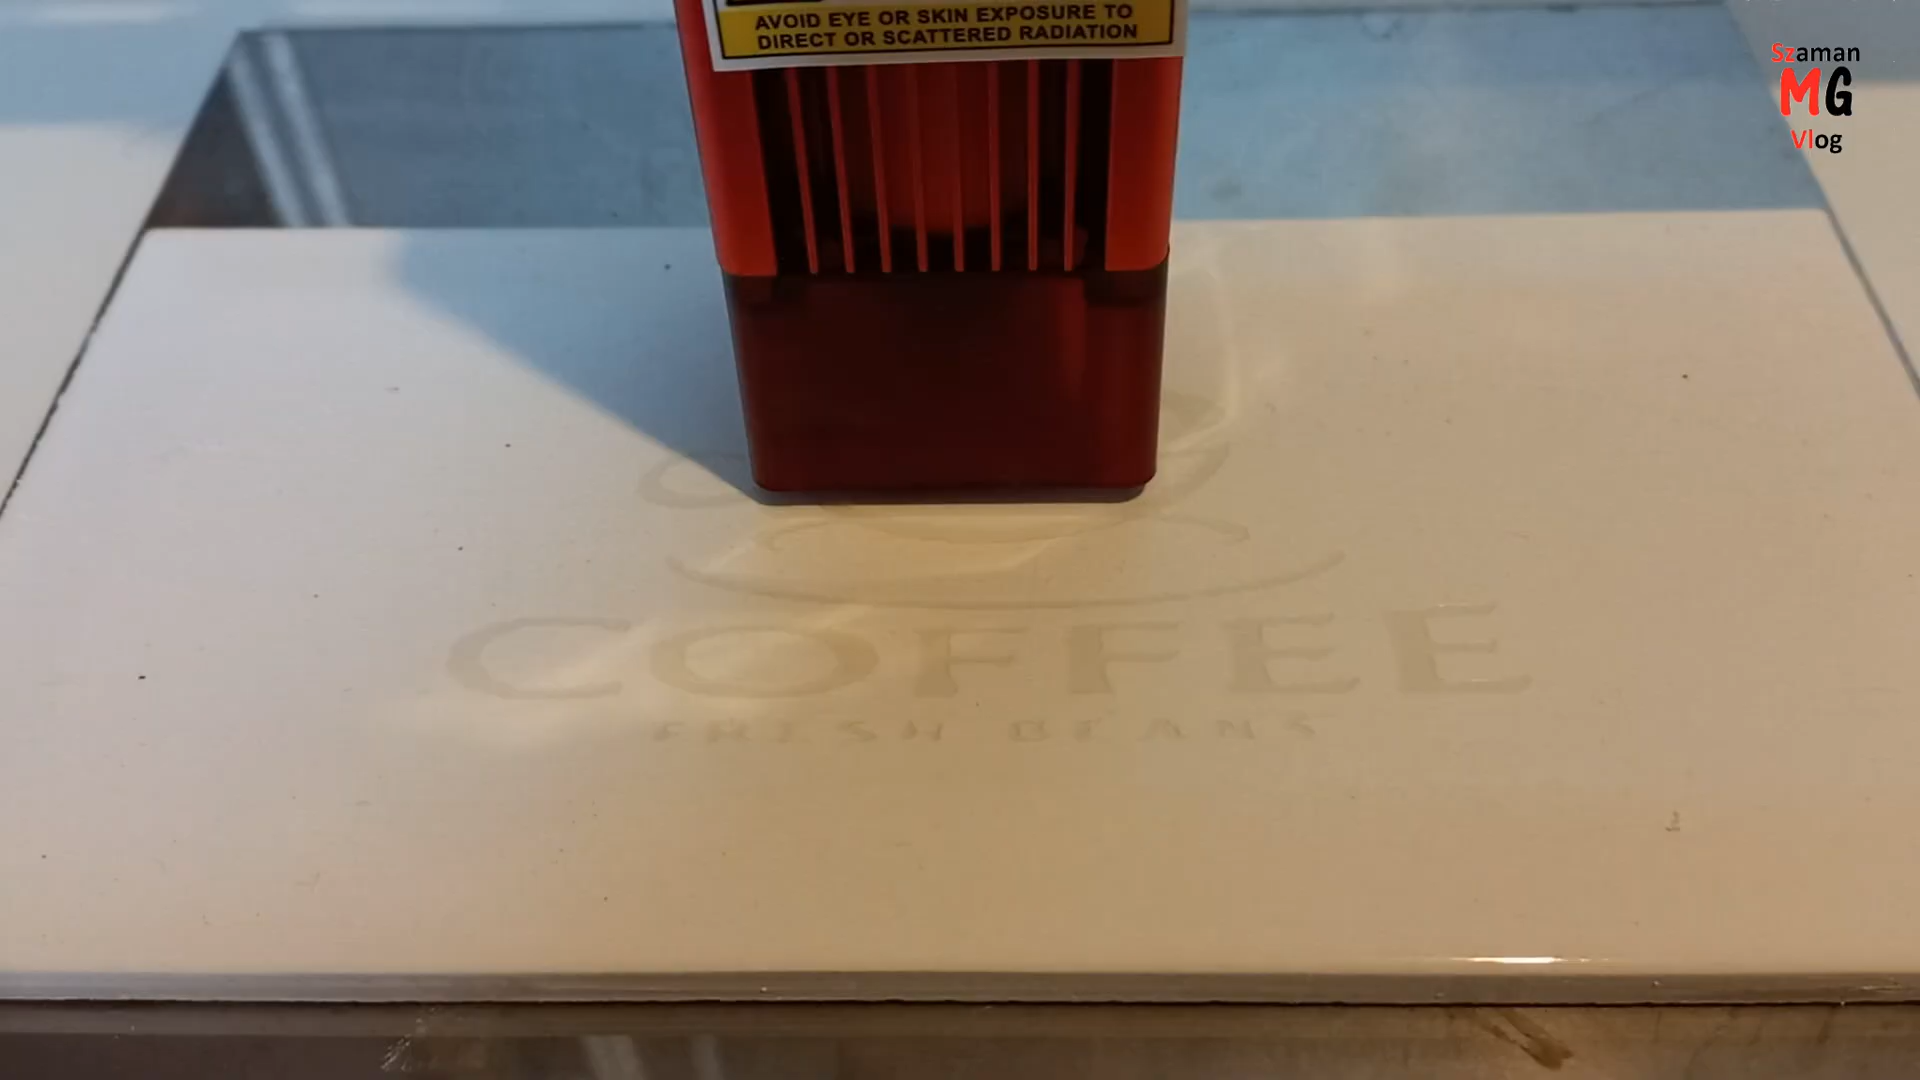 AVOID EYE OR SKIN EXPOSURE TO
DIRECT OR SCATTERED RADIATION
Szaman
MG
Vlog
COFFEE
FRESH BEANS